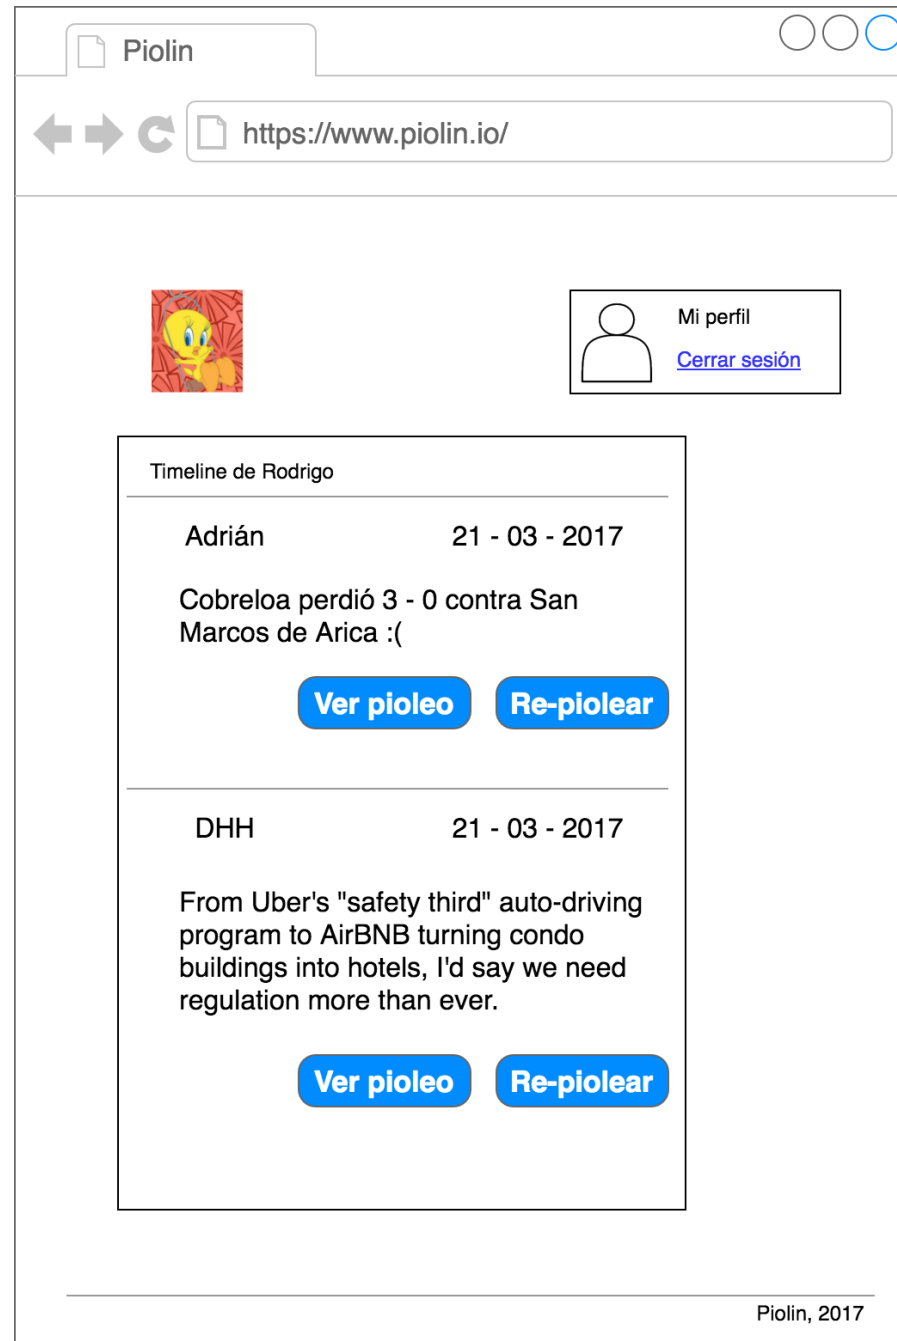 Piolin
https://www.piolin.io/
Mi perfil
Cerrar sesión
Timeline de Rodrigo
Adrián 21 - 03 - 2017
Cobreloa perdió 3 - 0 contra San
Marcos de Arica :(
Ver pioleo Re-piolear
DHH 21 - 03 - 2017
From Uber's "safety third" auto-driving
program to AirBNB turning condo
buildings into hotels, I'd say we need
regulation more than ever.
Ver pioleo Re-piolear
Piolin, 2017